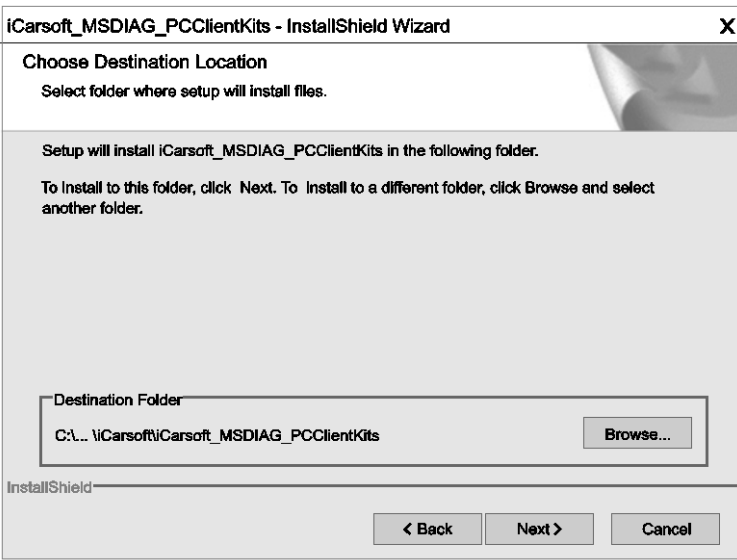 iCarsoft_MSDIAG_PCClientKits - InstallShield Wizard X
Choose Destination Location
Select folder where setup will install files.
Setup will install iCarsoft_MSDIAG_PCClientKits in the following folder.
To Install to this folder, click Next. To Install to a different folder, click Browse and select
another folder.
Destination Folder
C:\... \iCarsoft\iCarsoft_MSDIAG_PCClientKits Browse...
InstallShield
< Back Next > Cancel